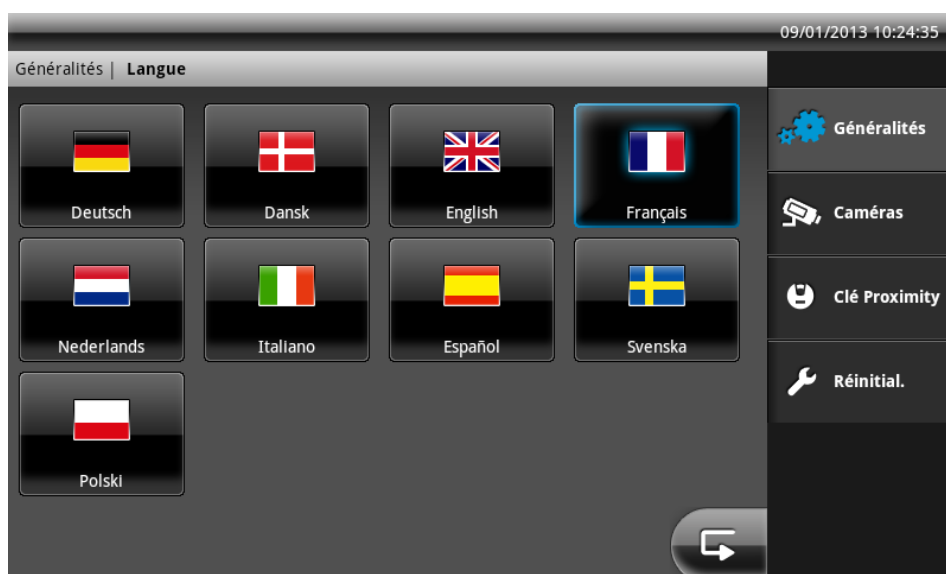 09/01/2013 10:24:35
Généralités | Langue
Deutsch
Dansk
English
Français
Nederlands
Italiano
Español
Svenska
Polski
Généralités
Caméras
Clé Proximity
Réinitial.